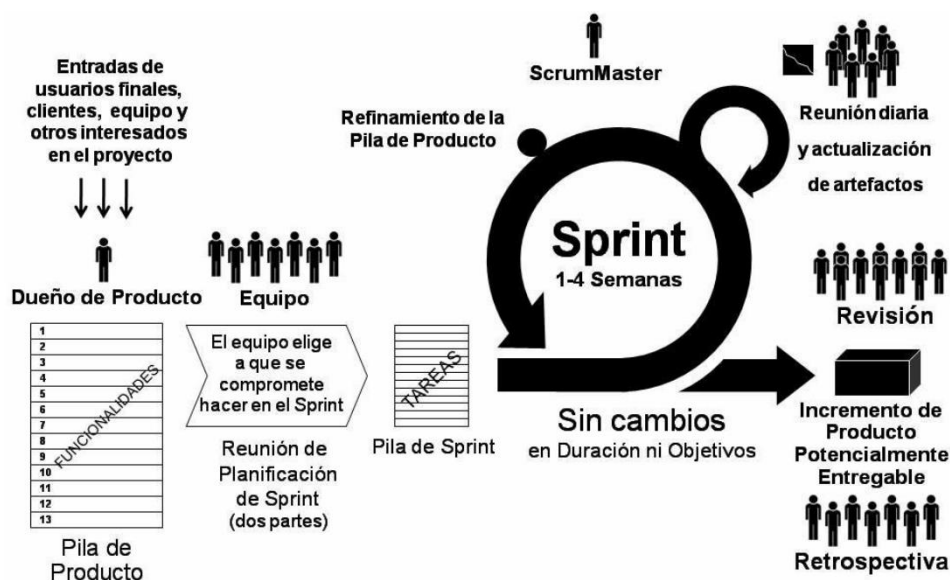 Entradas de
usuarios finales,
clientes, equipo y
otros interesados
en el proyecto
Dueño de Producto
1
2
3
4
5
6
7
8
9
10
11
12
13
FUNCIONALIDADES
Pila de
Producto
Equipo
El equipo elige
a que se
compromete
hacer en el Sprint
Reunión de
Planificación
de Sprint
(dos partes)
TAREAS
Pila de Sprint
ScrumMaster
Refinamiento de la
Pila de Producto
Sprint
1-4 Semanas
Sin cambios
en Duración ni Objetivos
Reunión diaria
y actualización
de artefactos
Revisión
Incremento de
Producto
Potencialmente
Entregable
Retrospectiva